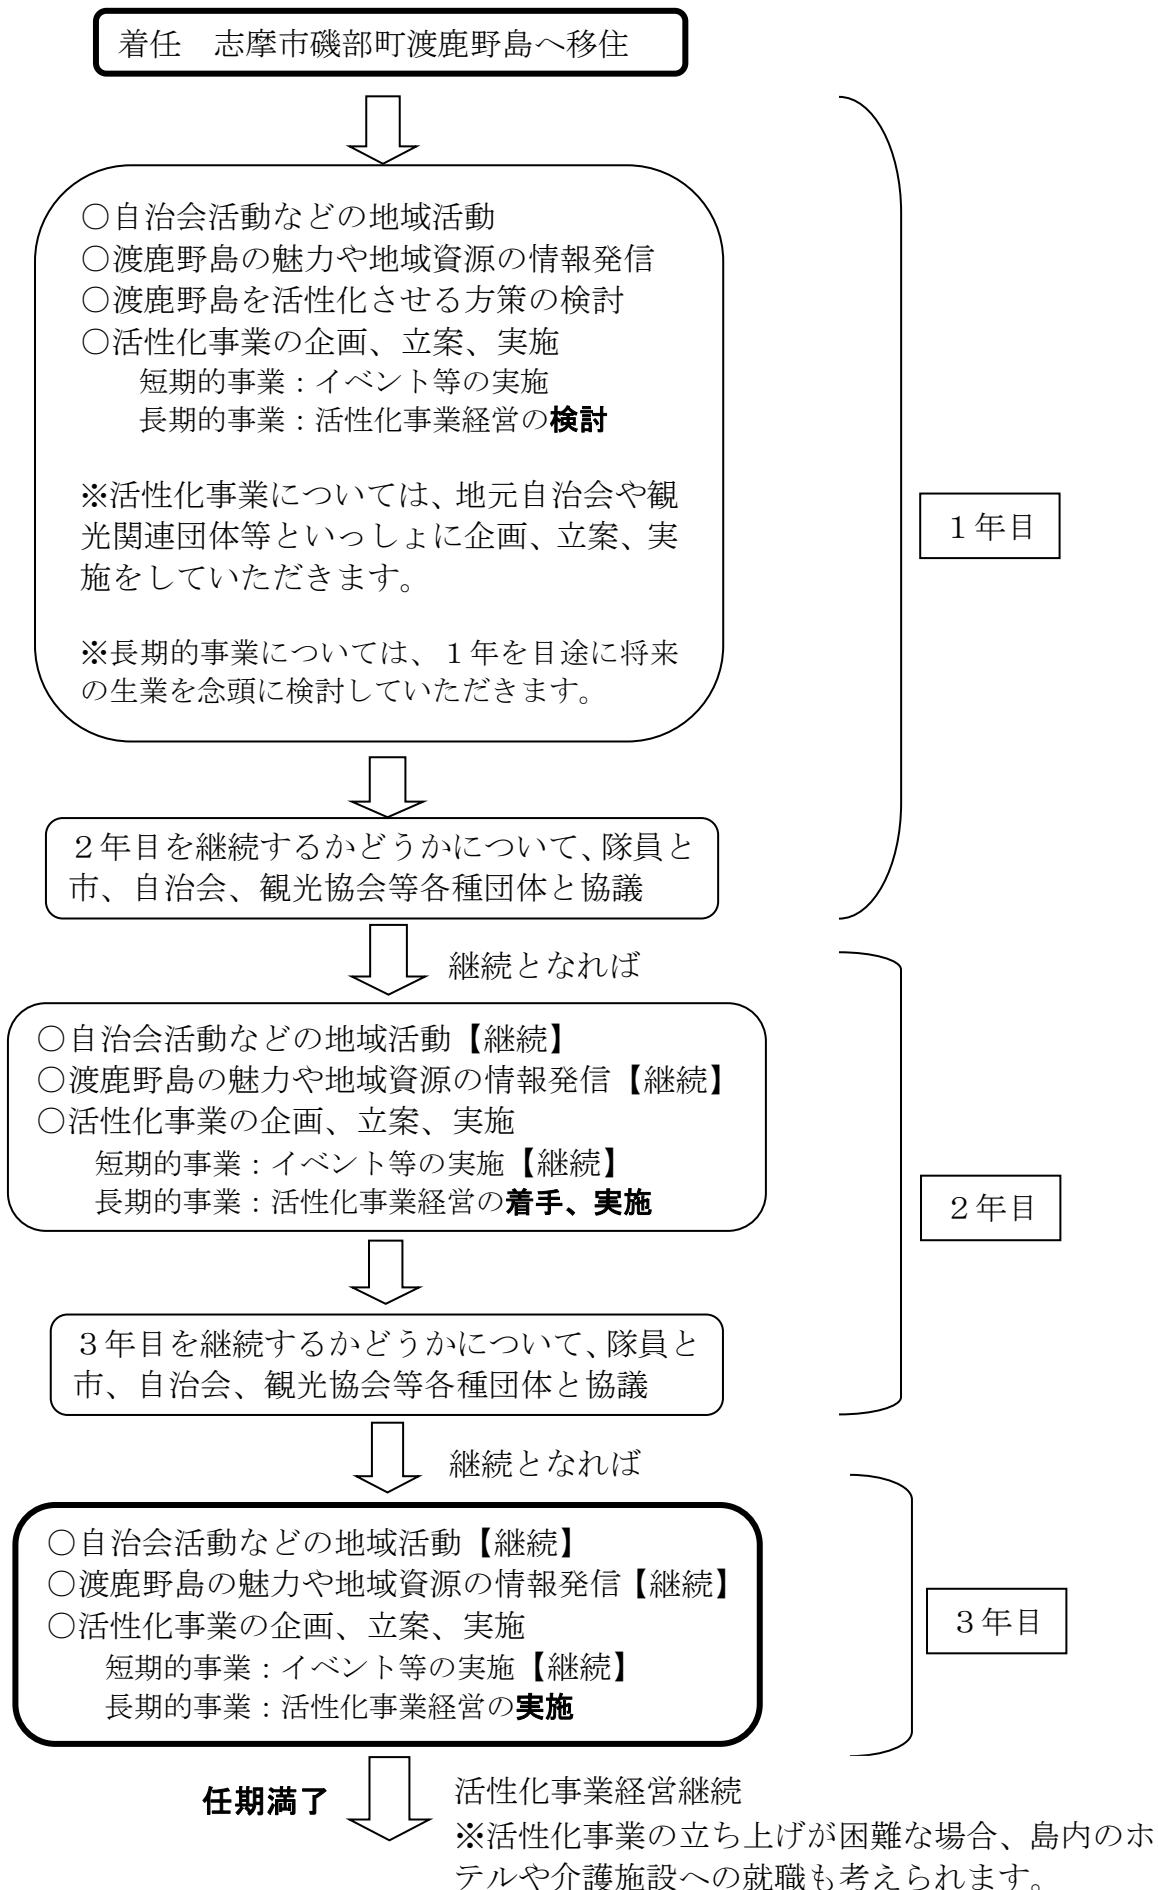 着任　志摩市磯部町渡鹿野島へ移住
○自治会活動などの地域活動
○渡鹿野島の魅力や地域資源の情報発信
○渡鹿野島を活性化させる方策の検討
○活性化事業の企画、立案、実施
短期的事業：イベント等の実施
長期的事業：活性化事業経営の検討
※活性化事業については、地元自治会や観
光関連団体等といっしょに企画、立案、実
施をしていただきます。
※長期的事業については、１年を目途に将来
の生業を念頭に検討していただきます。
１年目
２年目を継続するかどうかについて、隊員と
市、自治会、観光協会等各種団体と協議
継続となれば
○自治会活動などの地域活動【継続】
○渡鹿野島の魅力や地域資源の情報発信【継続】
○活性化事業の企画、立案、実施
短期的事業：イベント等の実施【継続】
長期的事業：活性化事業経営の着手、実施
２年目
３年目を継続するかどうかについて、隊員と
市、自治会、観光協会等各種団体と協議
継続となれば
○自治会活動などの地域活動【継続】
○渡鹿野島の魅力や地域資源の情報発信【継続】
○活性化事業の企画、立案、実施
短期的事業：イベント等の実施【継続】
長期的事業：活性化事業経営の実施
３年目
任期満了
活性化事業経営継続
※活性化事業の立ち上げが困難な場合、島内のホ
テルや介護施設への就職も考えられます。